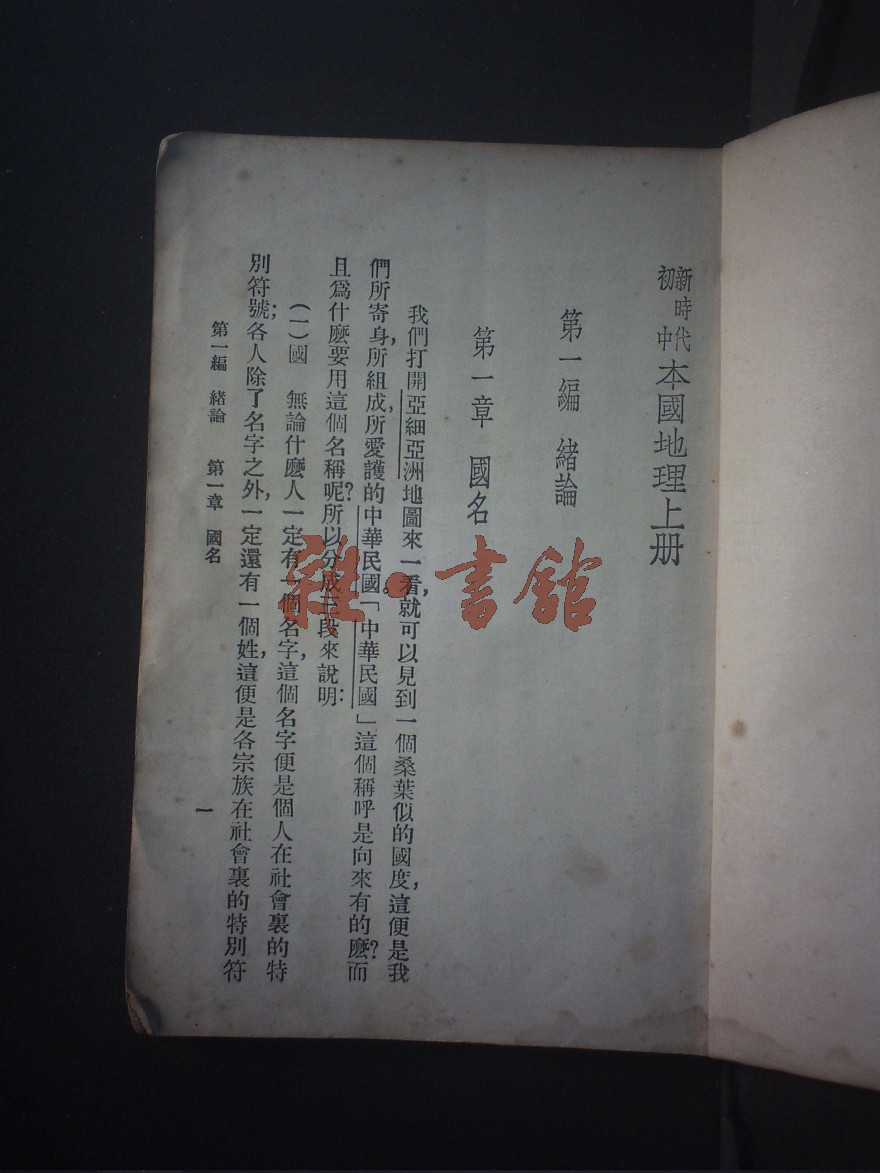 新時代
初中
本國地理上册
第一編 緒論
第一章 國名
我們打開亞細亞洲地圖來一看,就可以見到一個桑葉似的國度,這便是我
們所寄身,所組成,所愛護的中華民國。「中華民國」這個稱呼是向來有的麼?而
且爲什麼要用這個名稱呢?所以分成三段來說明:
(一)國 無論什麼人一定有一個名字,這個名字便是個人在社會裏的特
別符號;各人除了名字之外,一定還有一個姓,這便是各宗族在社會裏的特別符
第一編 緒論 第一章 國名
一
雅·書館